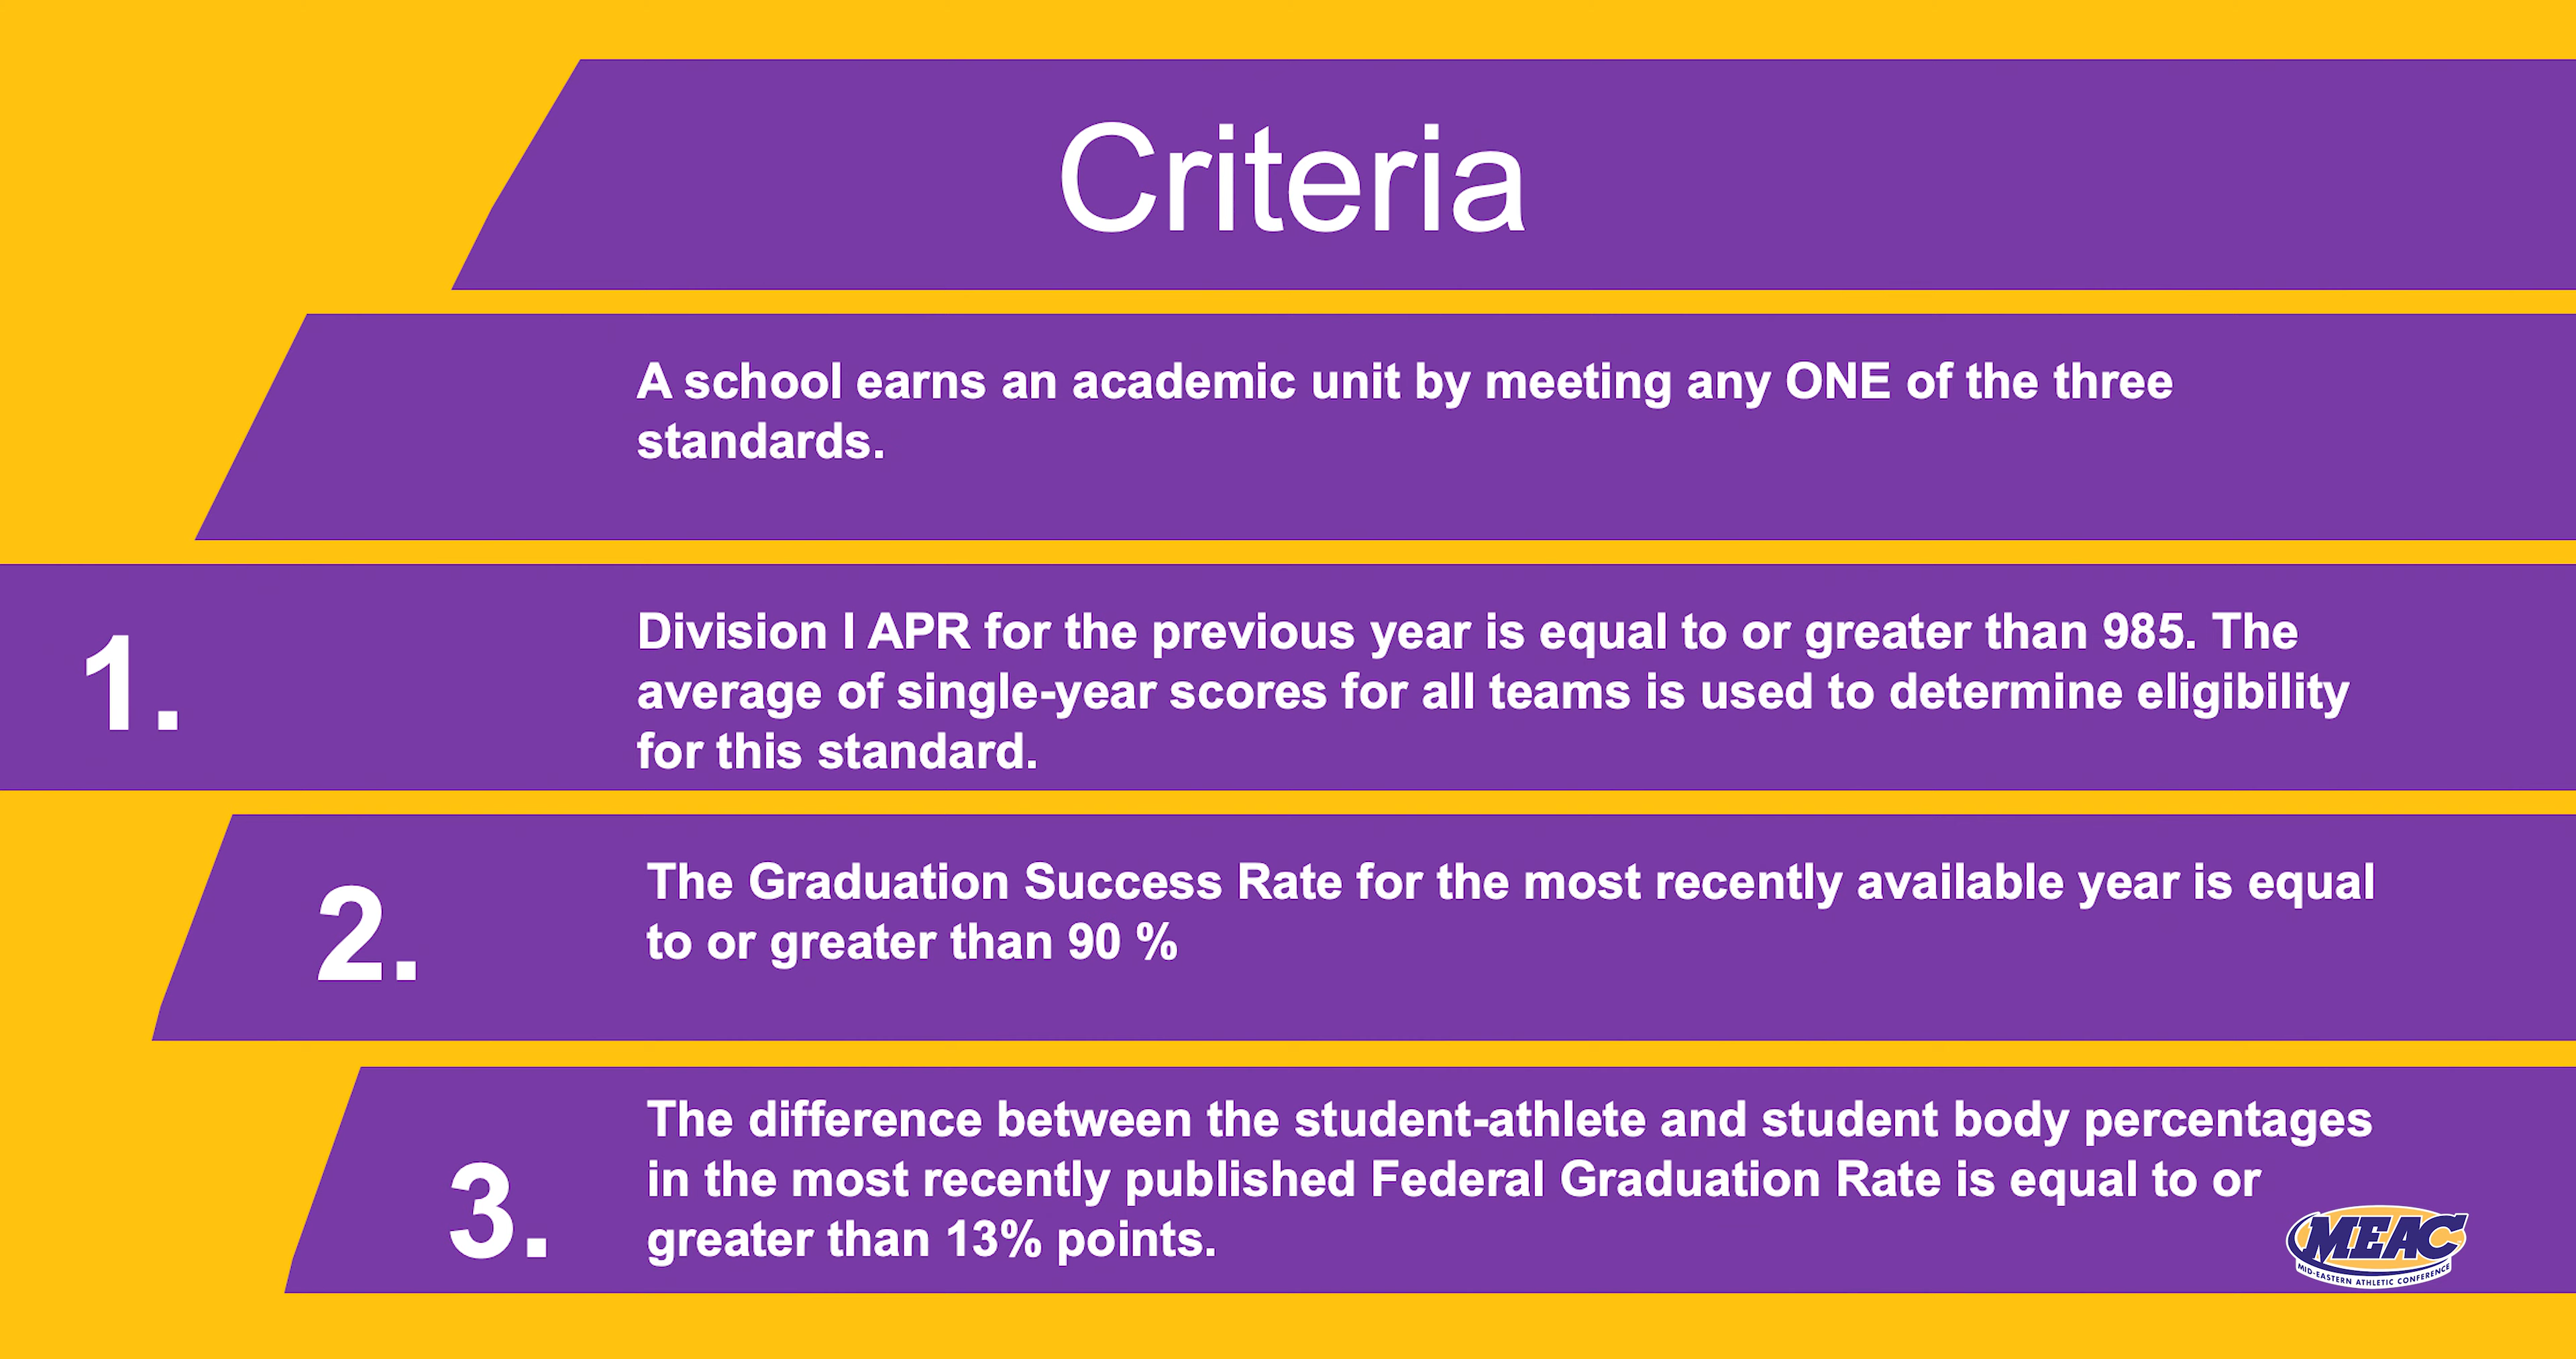 Criteria
A school earns an academic unit by meeting any ONE of the three
standards.
1.
Division I APR for the previous year is equal to or greater than 985. The
average of single-year scores for all teams is used to determine eligibility
for this standard.
2.
The Graduation Success Rate for the most recently available year is equal
to or greater than 90 %
3.
The difference between the student-athlete and student body percentages
in the most recently published Federal Graduation Rate is equal to or
greater than 13% points.
MEAC
MID-EASTERN ATHLETIC CONFERENCE